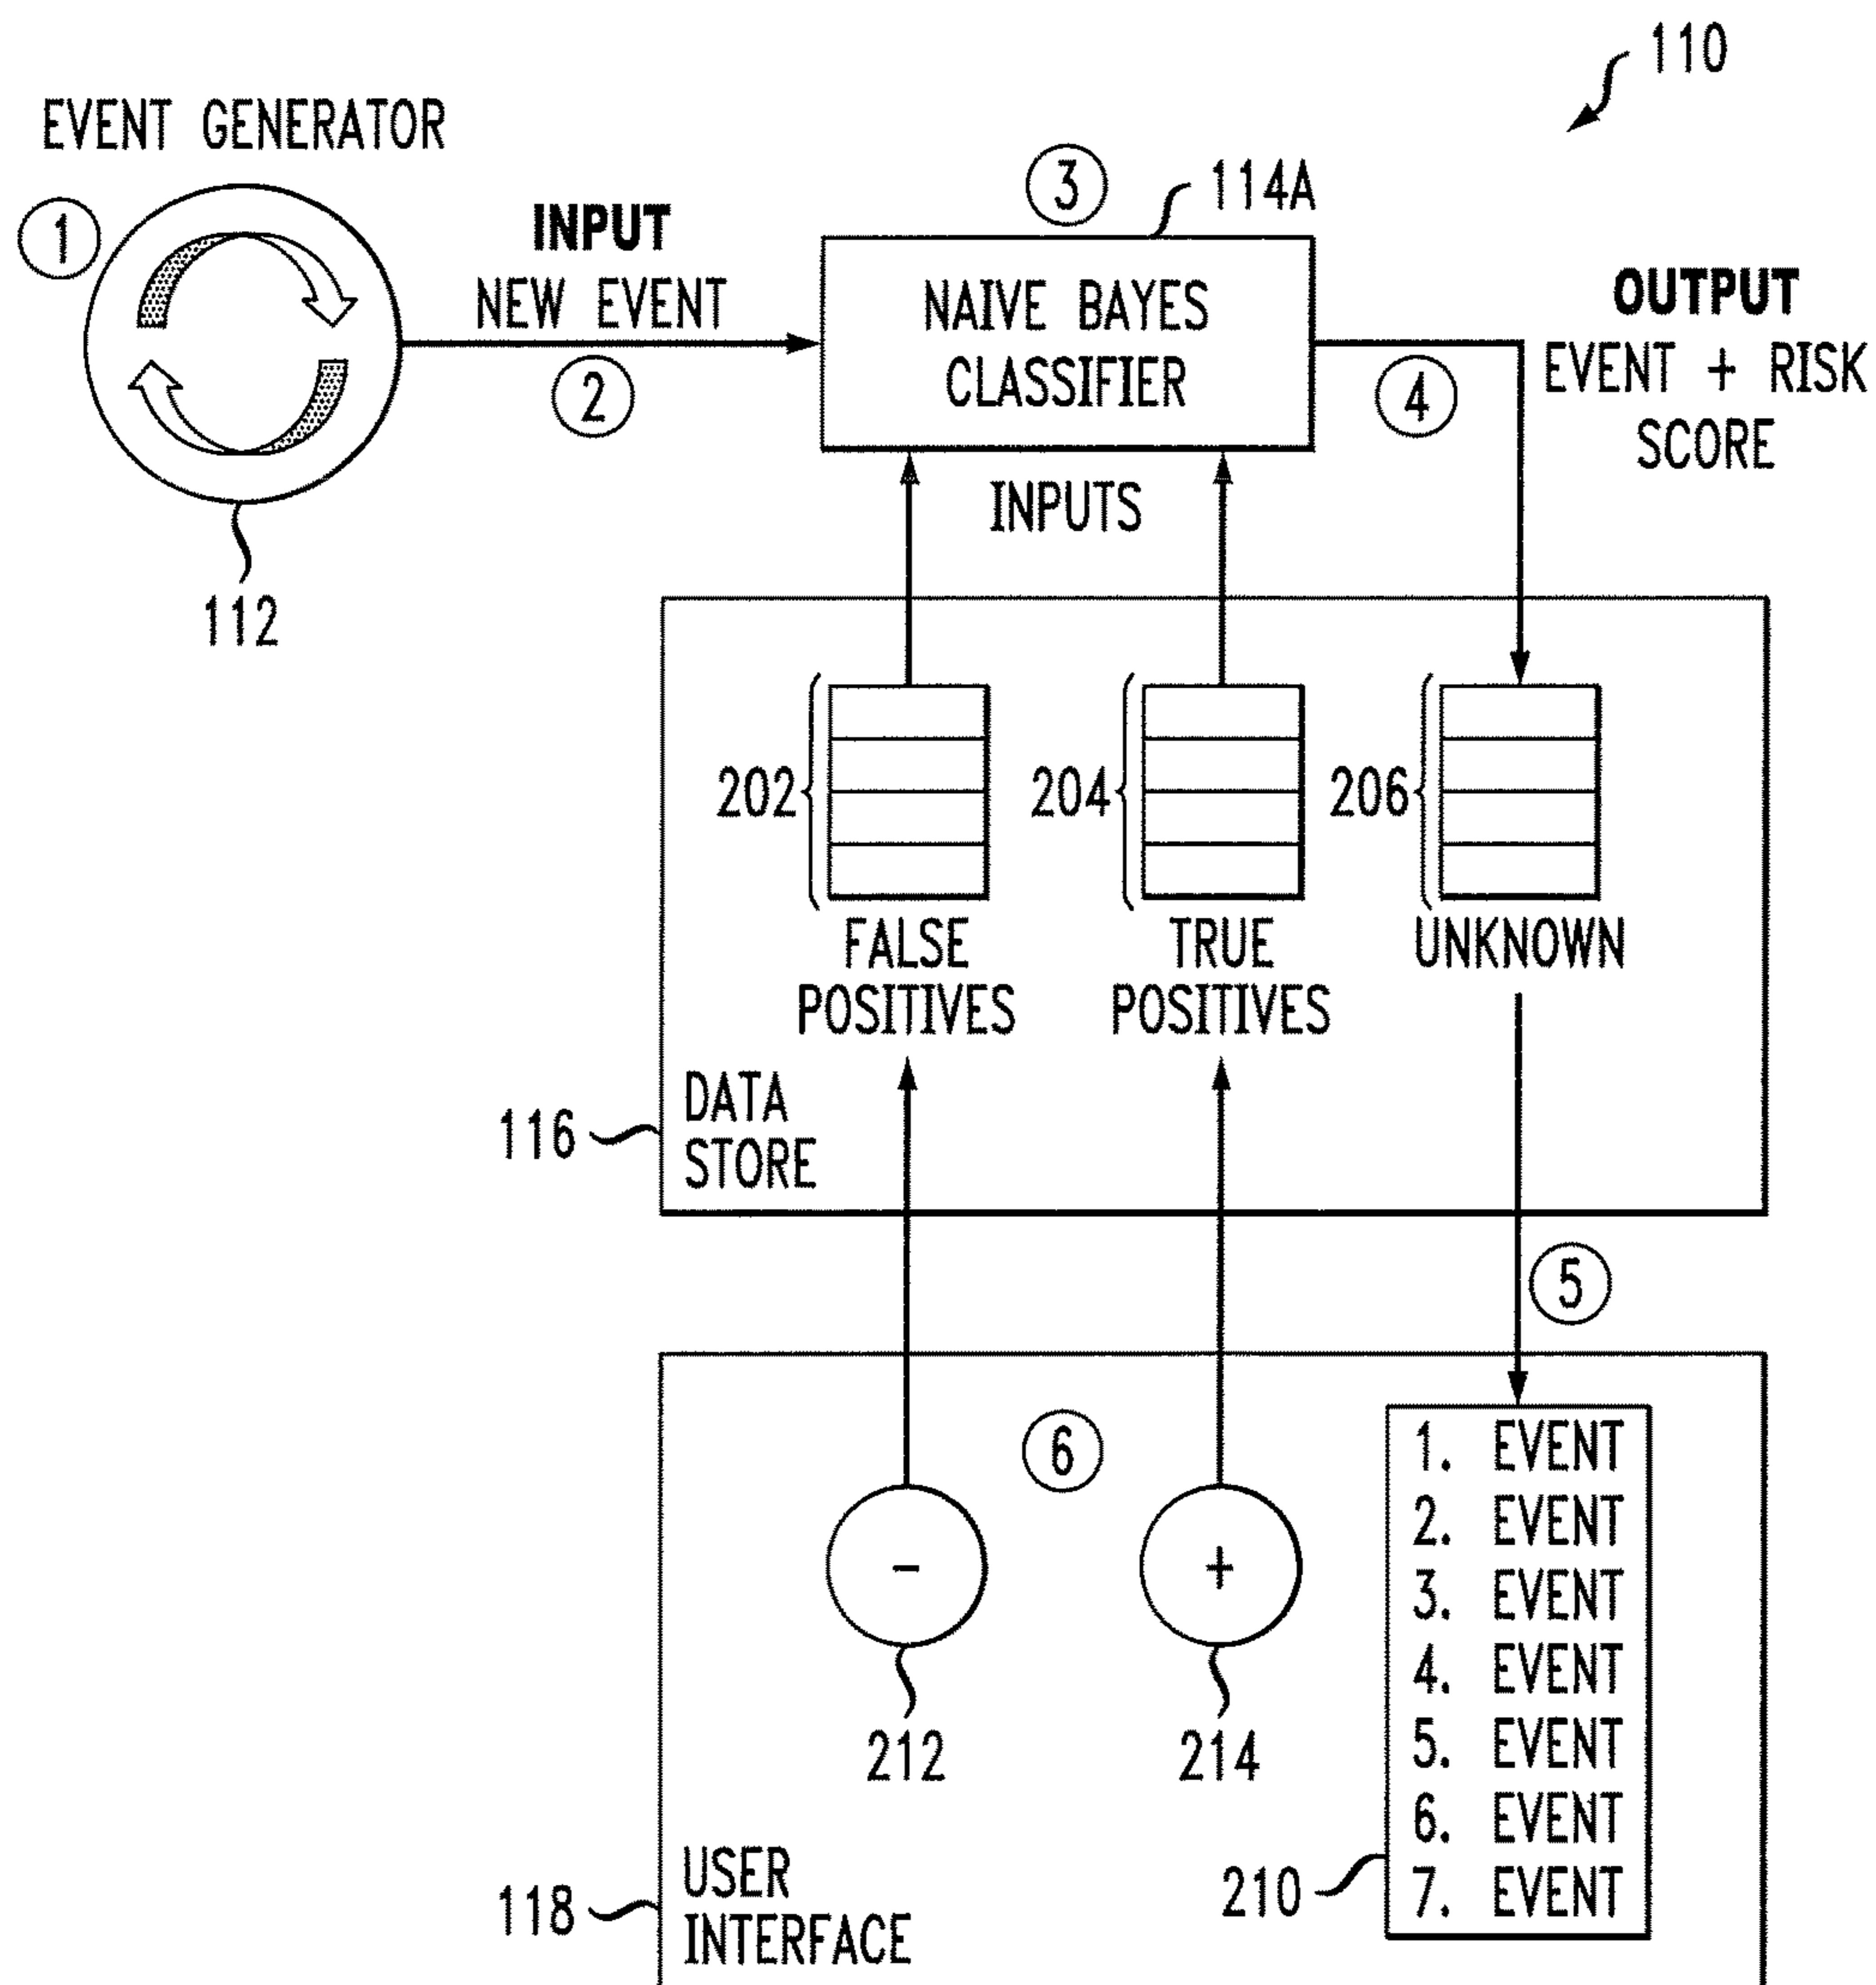 110
EVENT GENERATOR
1
INPUT
NEW EVENT
2
3
114A
NAIVE BAYES
CLASSIFIER
OUTPUT
EVENT + RISK
SCORE
4
INPUTS
112
202
204
206
FALSE
POSITIVES
TRUE
POSITIVES
UNKNOWN
116
DATA
STORE
5
6
-
+
212
214
1. EVENT
2. EVENT
3. EVENT
4. EVENT
5. EVENT
6. EVENT
7. EVENT
210
118
USER
INTERFACE